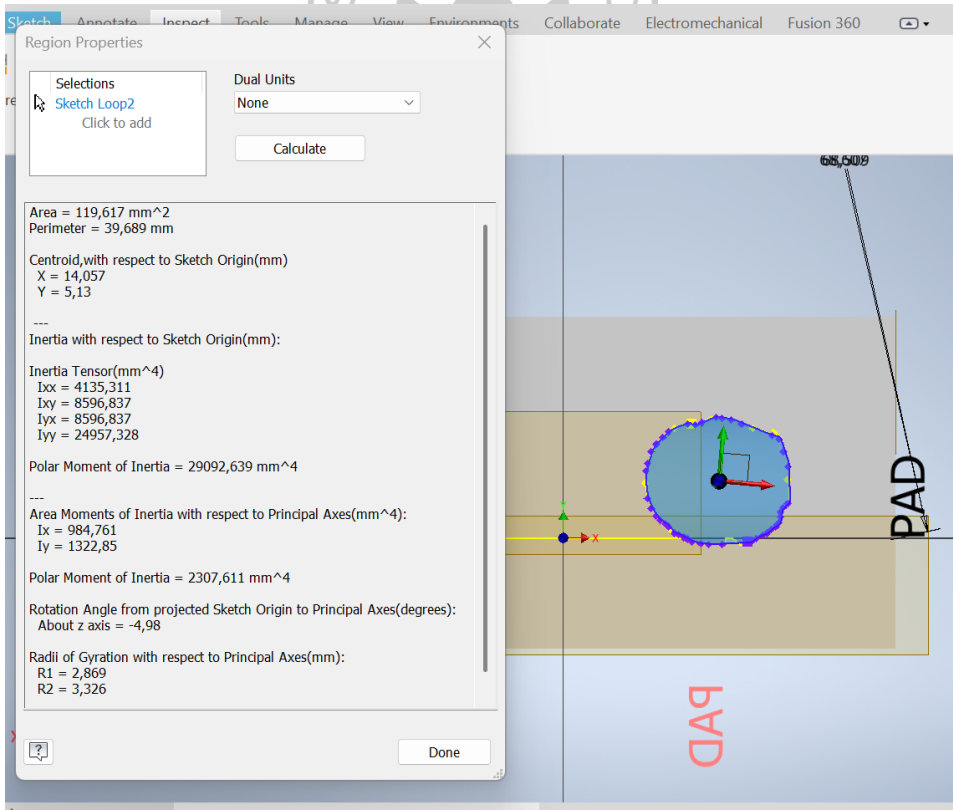 Sketch Annotate Inspect Tools Manage View Environments Collaborate Electromechanical Fusion 360
Region Properties
Selections
Sketch Loop2
Click to add
Dual Units
None
Calculate
Area = 119,617 mm^2
Perimeter = 39,689 mm
Centroid,with respect to Sketch Origin(mm)
X = 14,057
Y = 5,13
---
Inertia with respect to Sketch Origin(mm):
Inertia Tensor(mm^4)
Ixx = 4135,311
Ixy = 8596,837
Iyx = 8596,837
Iyy = 24957,328
Polar Moment of Inertia = 29092,639 mm^4
---
Area Moments of Inertia with respect to Principal Axes(mm^4):
Ix = 984,761
Iy = 1322,85
Polar Moment of Inertia = 2307,611 mm^4
Rotation Angle from projected Sketch Origin to Principal Axes(degrees):
About z axis = -4,98
Radii of Gyration with respect to Principal Axes(mm):
R1 = 2,869
R2 = 3,326
?
Done
PAD
X
PAD